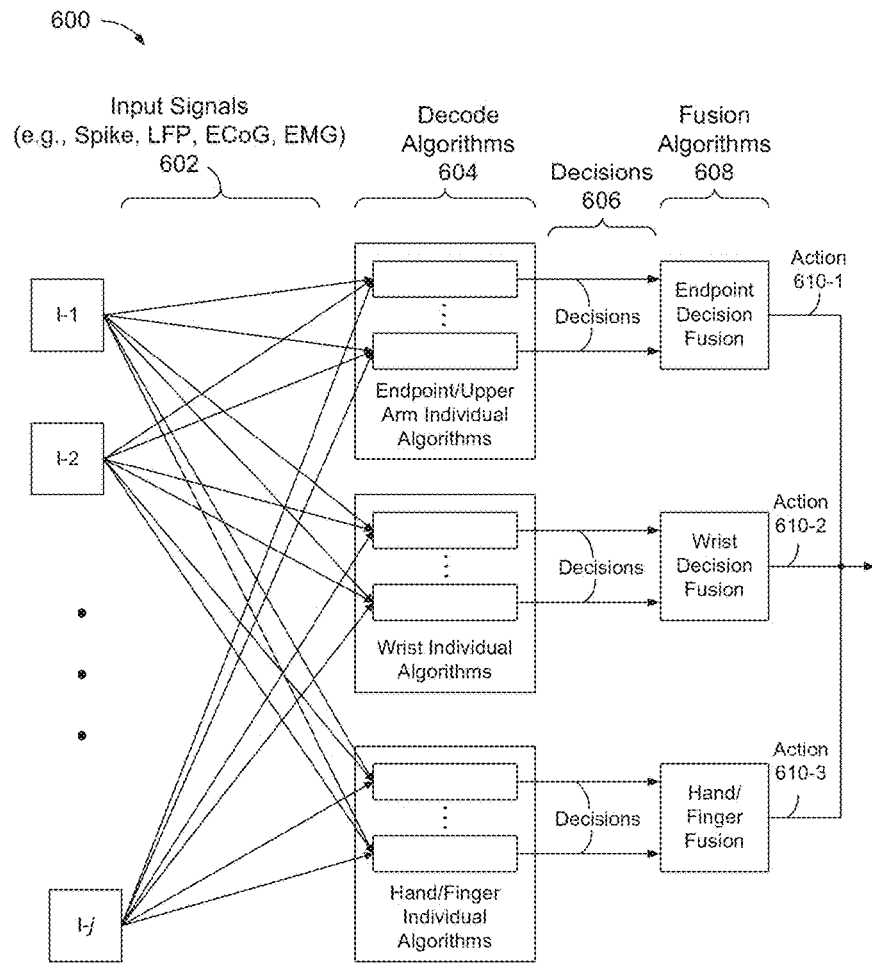 600
Input Signals
(e.g., Spike, LFP, ECoG, EMG)
602
Decode
Algorithms
604
Decisions
606
Fusion
Algorithms
608
I-1
I-2
I-j
Endpoint/Upper
Arm Individual
Algorithms
Decisions
Endpoint
Decision
Fusion
Action
610-1
Wrist Individual
Algorithms
Decisions
Wrist
Decision
Fusion
Action
610-2
Hand/Finger
Individual
Algorithms
Decisions
Hand/
Finger
Fusion
Action
610-3